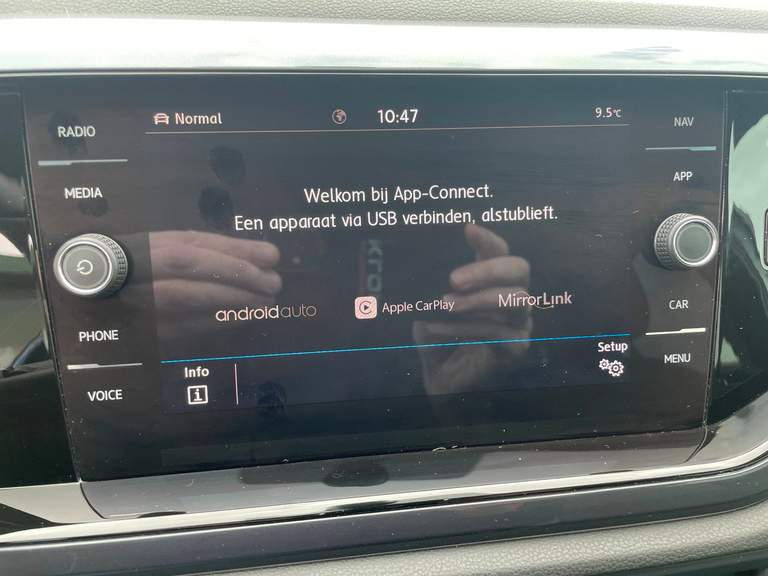 RADIO
MEDIA
PHONE
VOICE
Normal
10:47
9.5°C
Welkom bij App-Connect.
Een apparaat via USB verbinden, alstublieft.
androidauto
Apple CarPlay
MirrorLink
Info
i
Setup
NAV
APP
CAR
MENU